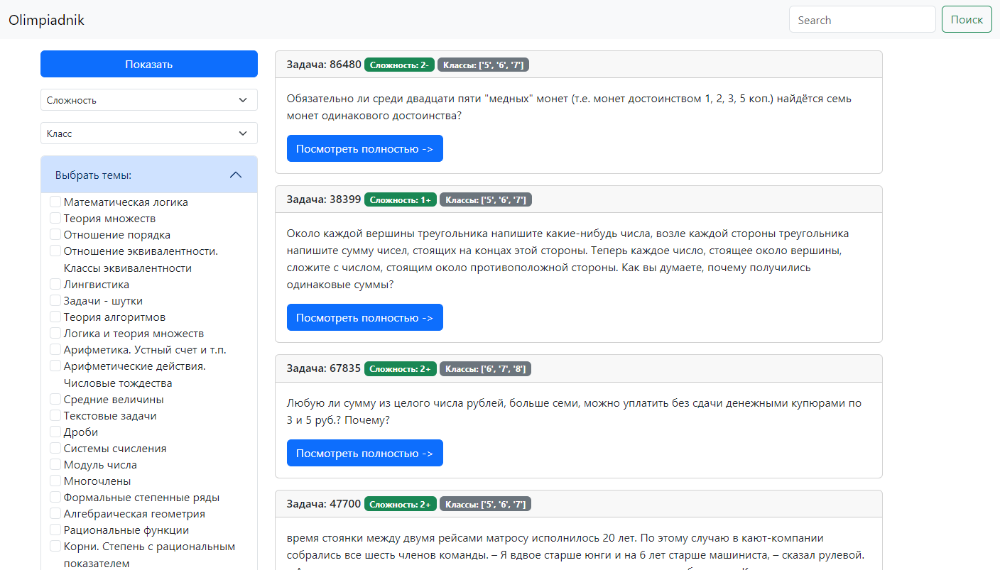 Olimpiadnik
Search
Поиск
Показать
Сложность
Класс
Выбрать темы:
Математическая логика
Теория множеств
Отношение порядка
Отношение эквивалентности.
Классы эквивалентности
Лингвистика
Задачи - шутки
Теория алгоритмов
Логика и теория множеств
Арифметика. Устный счет и т.п.
Арифметические действия.
Числовые тождества
Средние величины
Текстовые задачи
Дроби
Системы счисления
Модуль числа
Многочлены
Формальные степенные ряды
Алгебраическая геометрия
Рациональные функции
Корни. Степень с рациональным
показателем
Задача: 86480 Сложность: 2- Классы: ['5', '6', '7']
Обязательно ли среди двадцати пяти "медных" монет (т.е. монет достоинством 1, 2, 3, 5 коп.) найдётся семь
монет одинакового достоинства?
Посмотреть полностью ->
Задача: 38399 Сложность: 1+ Классы: ['5', '6', '7']
Около каждой вершины треугольника напишите какие-нибудь числа, возле каждой стороны треугольника
напишите сумму чисел, стоящих на концах этой стороны. Теперь каждое число, стоящее около вершины,
сложите с числом, стоящим около противоположной стороны. Как вы думаете, почему получились
одинаковые суммы?
Посмотреть полностью ->
Задача: 67835 Сложность: 2+ Классы: ['6', '7', '8']
Любую ли сумму из целого числа рублей, больше семи, можно уплатить без сдачи денежными купюрами по
3 и 5 руб.? Почему?
Посмотреть полностью ->
Задача: 47700 Сложность: 2+ Классы: ['5', '6', '7']
время стоянки между двумя рейсами матросу исполнилось 20 лет. По этому случаю в кают-компании
собрались все шесть членов команды. – Я вдвое старше юнги и на 6 лет старше машиниста, – сказал рулевой.